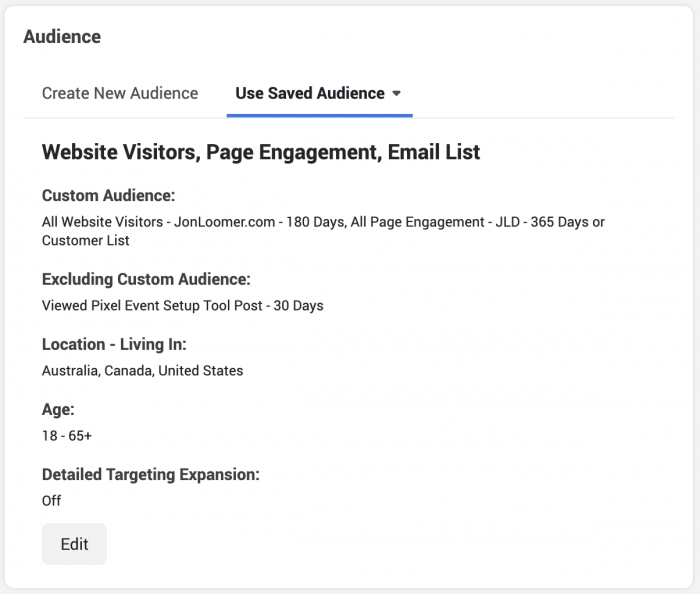 Audience
Create New Audience
Use Saved Audience
Website Visitors, Page Engagement, Email List
Custom Audience:
All Website Visitors - JonLoomer.com - 180 Days, All Page Engagement - JLD - 365 Days or
Customer List
Excluding Custom Audience:
Viewed Pixel Event Setup Tool Post - 30 Days
Location - Living In:
Australia, Canada, United States
Age:
18 - 65+
Detailed Targeting Expansion:
Off
Edit